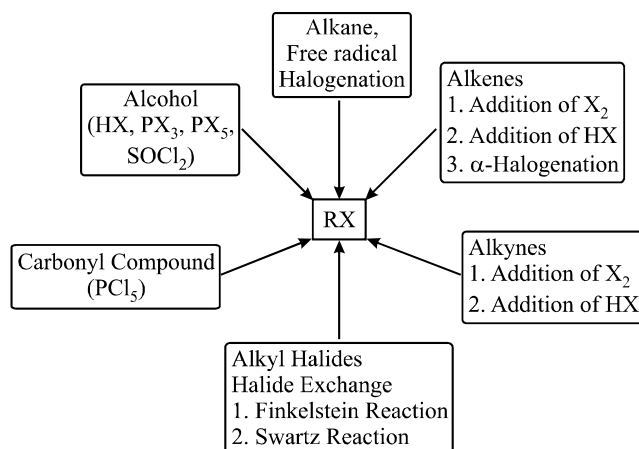 Alkane,
Free radical
Halogenation
Alcohol
(HX, PX₃, PX₅,
SOCl₂)
Alkenes
1. Addition of X₂
2. Addition of HX
3. α-Halogenation
RX
Carbonyl Compound
(PCl₅)
Alkynes
1. Addition of X₂
2. Addition of HX
Alkyl Halides
Halide Exchange
1. Finkelstein Reaction
2. Swartz Reaction